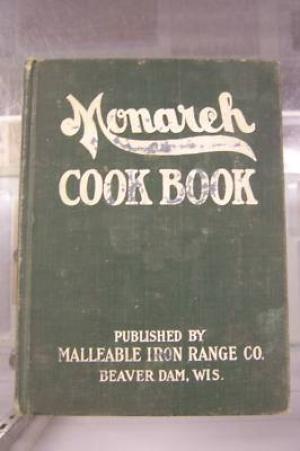 Monarch
COOK BOOK
PUBLISHED BY
MALLEABLE IRON RANGE CO.
BEAVER DAM, WIS.